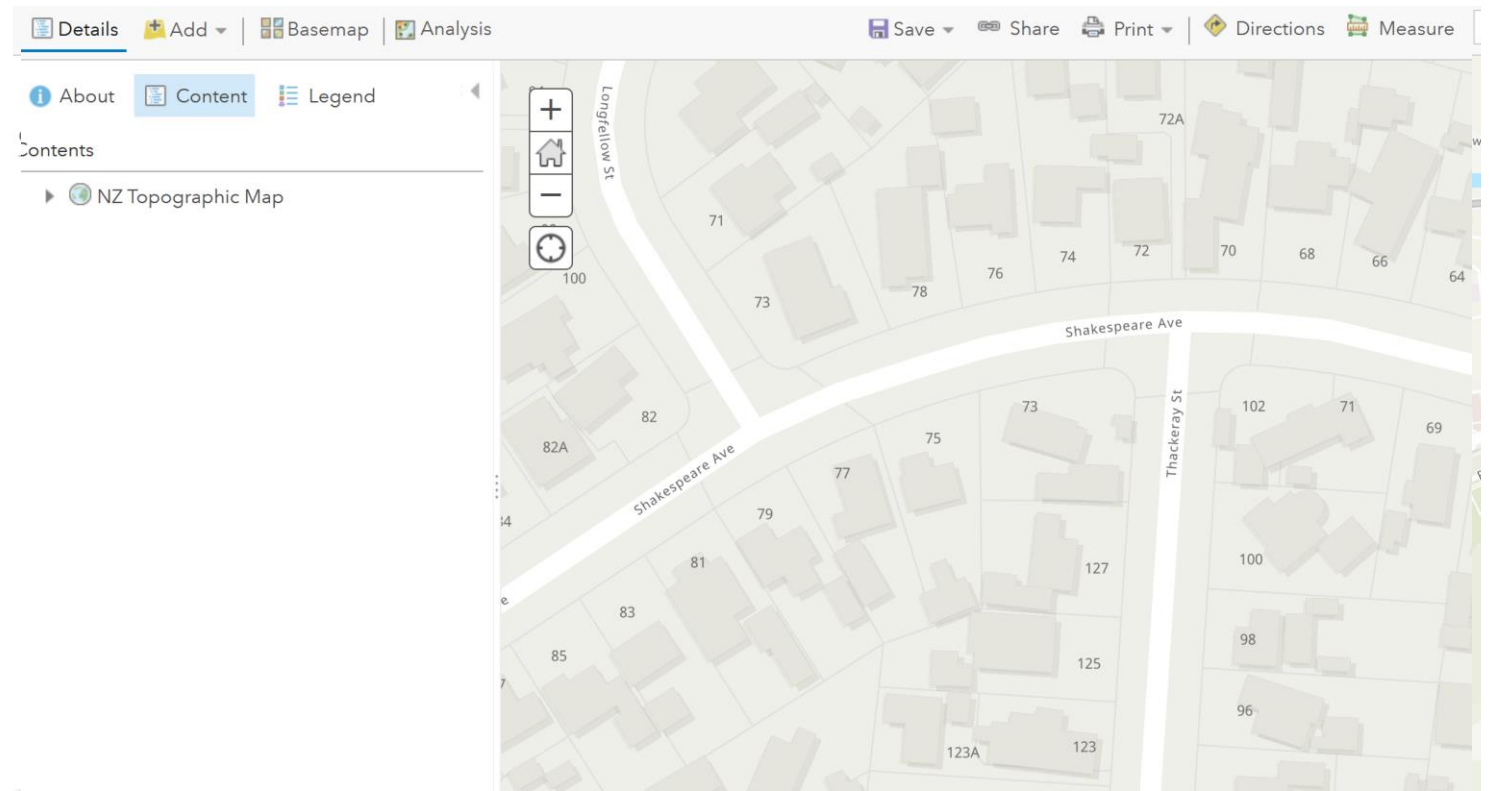 Details Add Basemap Analysis Save Share Print Directions Measure
About Content Legend
Contents
NZ Topographic Map
Longfellow St
72A
71
100
73
78
76
74
72
70
68
66
64
Shakespeare Ave
82
82A
Shakespeare Ave
73
75
77
79
81
83
85
Thackeray St
102
71
69
100
127
98
125
96
123A
123